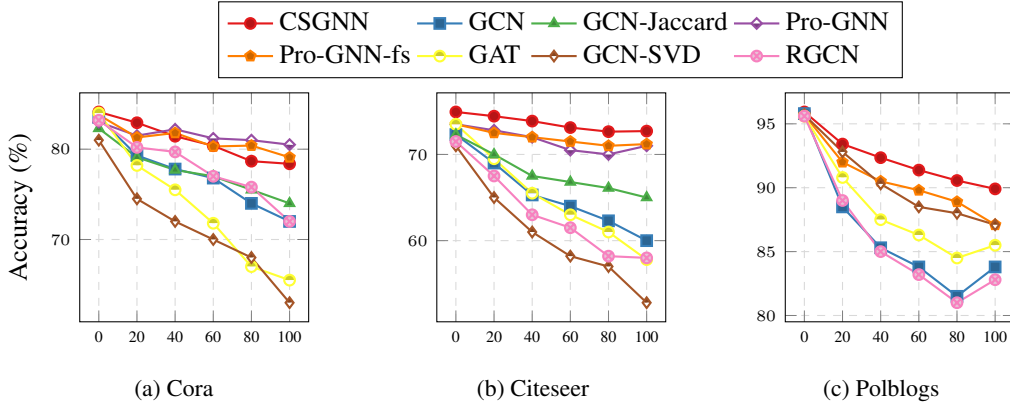 CSGNN GCN GCN-Jaccard Pro-GNN
Pro-GNN-fs GAT GCN-SVD RGCN
Accuracy (%)
80
70
0 20 40 60 80 100
(a) Cora
70
60
0 20 40 60 80 100
(b) Citeseer
95
90
85
80
0 20 40 60 80 100
(c) Polblogs